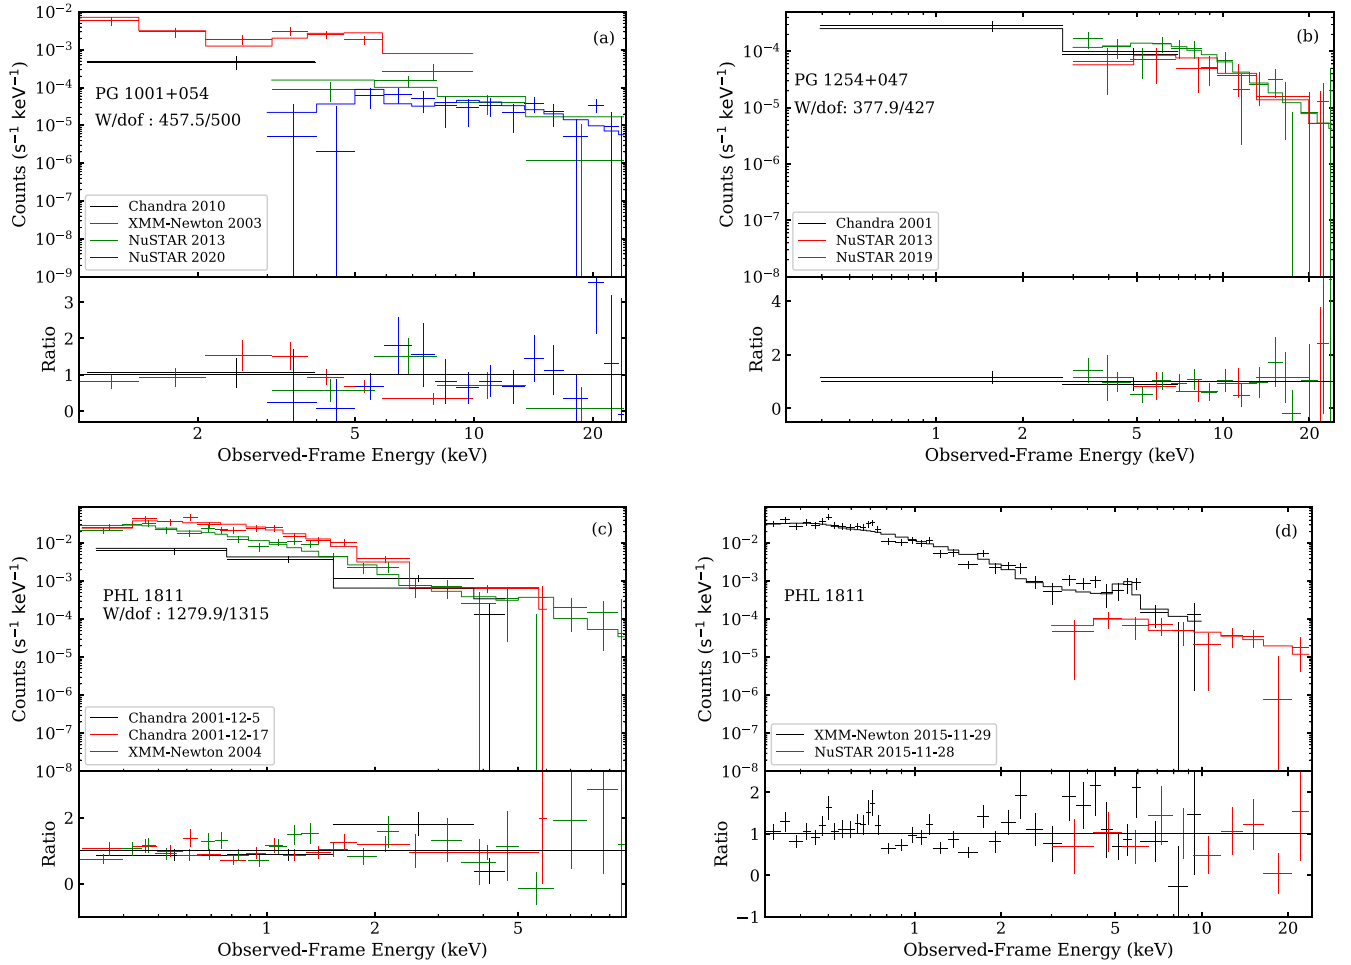 (a)
PG 1001+054
W/dof : 457.5/500
Chandra 2010
XMM-Newton 2003
NuSTAR 2013
NuSTAR 2020
Counts (s⁻¹ keV⁻¹)
10⁻²
10⁻³
10⁻⁴
10⁻⁵
10⁻⁶
10⁻⁷
10⁻⁸
10⁻⁹
Ratio
3
2
1
0
2
5
10
20
Observed-Frame Energy (keV)
(b)
PG 1254+047
W/dof: 377.9/427
Chandra 2001
NuSTAR 2013
NuSTAR 2019
Counts (s⁻¹ keV⁻¹)
10⁻⁴
10⁻⁵
10⁻⁶
10⁻⁷
10⁻⁸
Ratio
4
2
0
1
2
5
10
20
Observed-Frame Energy (keV)
(c)
PHL 1811
W/dof : 1279.9/1315
Chandra 2001-12-5
Chandra 2001-12-17
XMM-Newton 2004
Counts (s⁻¹ keV⁻¹)
10⁻²
10⁻³
10⁻⁴
10⁻⁵
10⁻⁶
10⁻⁷
10⁻⁸
Ratio
2
0
1
2
5
Observed-Frame Energy (keV)
(d)
PHL 1811
XMM-Newton 2015-11-29
NuSTAR 2015-11-28
Counts (s⁻¹ keV⁻¹)
10⁻²
10⁻³
10⁻⁴
10⁻⁵
10⁻⁶
10⁻⁷
10⁻⁸
Ratio
2
1
0
−1
1
2
5
10
20
Observed-Frame Energy (keV)